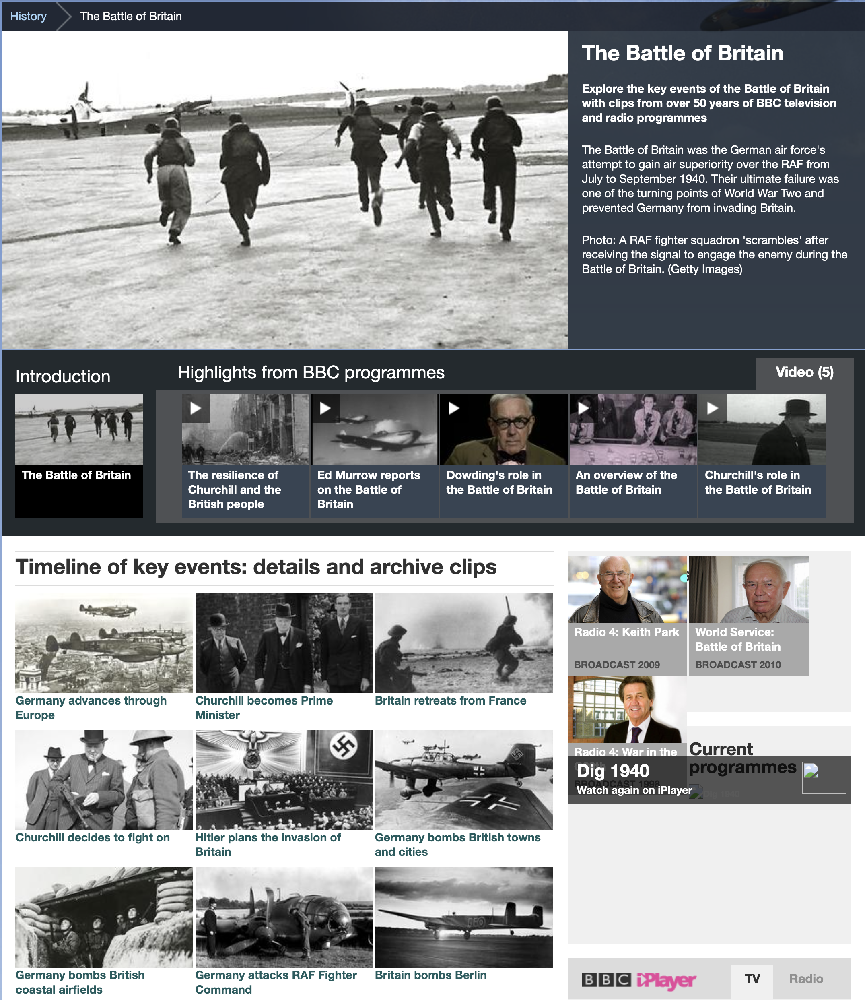 History
The Battle of Britain
The Battle of Britain
Explore the key events of the Battle of Britain
with clips from over 50 years of BBC television
and radio programmes
The Battle of Britain was the German air force's
attempt to gain air superiority over the RAF from
July to September 1940. Their ultimate failure was
one of the turning points of World War Two and
prevented Germany from invading Britain.
Photo: A RAF fighter squadron 'scrambles' after
receiving the signal to engage the enemy during the
Battle of Britain. (Getty Images)
Introduction
The Battle of Britain
Highlights from BBC programmes
Video (5)
The resilience of
Churchill and the
British people
Ed Murrow reports
on the Battle of
Britain
Dowding's role in
the Battle of Britain
An overview of the
Battle of Britain
Churchill's role in
the Battle of Britain
Timeline of key events: details and archive clips
Germany advances through
Europe
Churchill becomes Prime
Minister
Britain retreats from France
Churchill decides to fight on
Hitler plans the invasion of
Britain
Germany bombs British towns
and cities
Germany bombs British
coastal airfields
Germany attacks RAF Fighter
Command
Britain bombs Berlin
Radio 4: Keith Park
BROADCAST 2009
World Service:
Battle of Britain
BROADCAST 2010
Radio 4: War in the
BROADCAST 1998
Current
programmes
Dig 1940
Dig 1940
Watch again on iPlayer
BBC iPlayer
TV
Radio